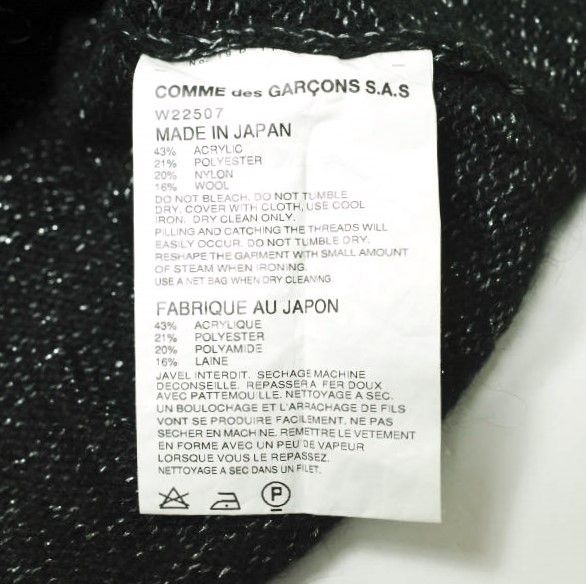 COMME des GARÇONS S.A.S
W22507
MADE IN JAPAN
43% ACRYLIC
21% POLYESTER
20% NYLON
16% WOOL
DO NOT BLEACH. DO NOT TUMBLE
DRY. COVER WITH CLOTH, USE COOL
IRON. DRY CLEAN ONLY.
PILLING AND CATCHING THE THREADS WILL
EASILY OCCUR. DO NOT TUMBLE DRY.
RESHAPE THE GARMENT WITH SMALL AMOUNT
OF STEAM WHEN IRONING.
USE A NET BAG WHEN DRY CLEANING.
FABRIQUE AU JAPON
43% ACRYLIQUE
21% POLYESTER
20% POLYAMIDE
16% LAINE
JAVEL INTERDIT. SECHAGE MACHINE
DECONSEILLE. REPASSER A FER DOUX
AVEC PATTEMOUILLE. NETTOYAGE A SEC.
UN BOULOCHAGE ET L'ARRACHAGE DE FILS
VONT SE PRODUIRE FACILEMENT. NE PAS
SECHER EN MACHINE. REMETTRE LE VETEMENT
EN FORME AVEC UN PEU DE VAPEUR
LORSQUE VOUS LE REPASSEZ.
NETTOYAGE A SEC DANS UN FILET.
P